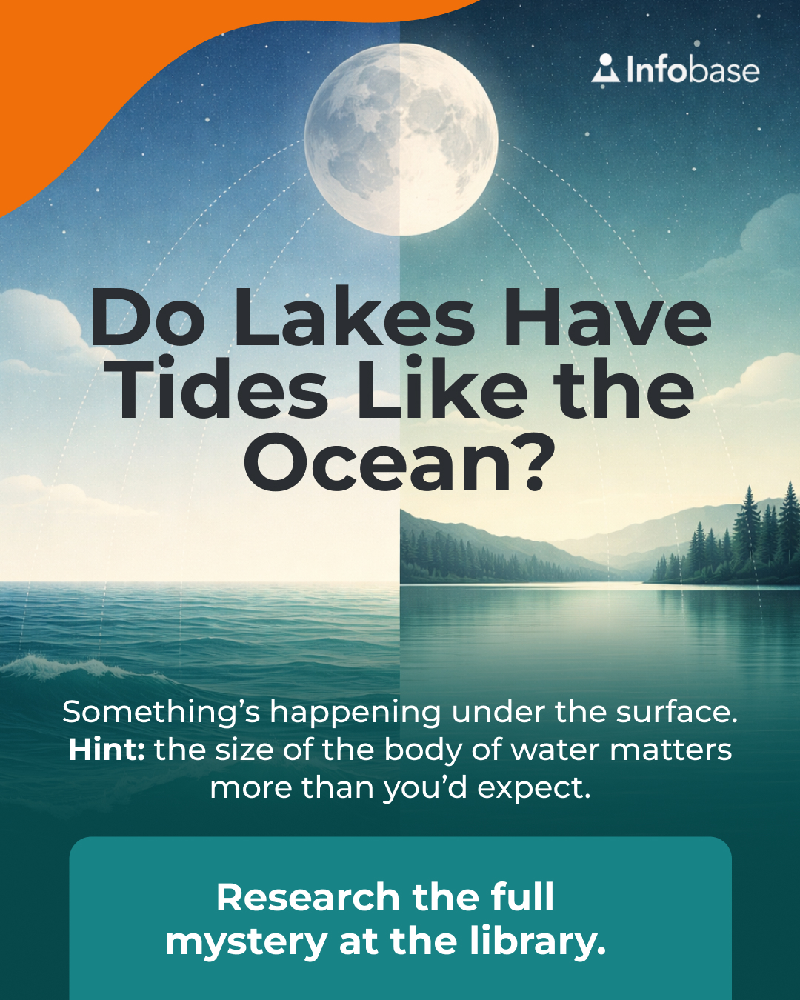 Infobase
Do Lakes Have
Tides Like the
Ocean?
Something’s happening under the surface.
Hint: the size of the body of water matters
more than you’d expect.
Research the full
mystery at the library.